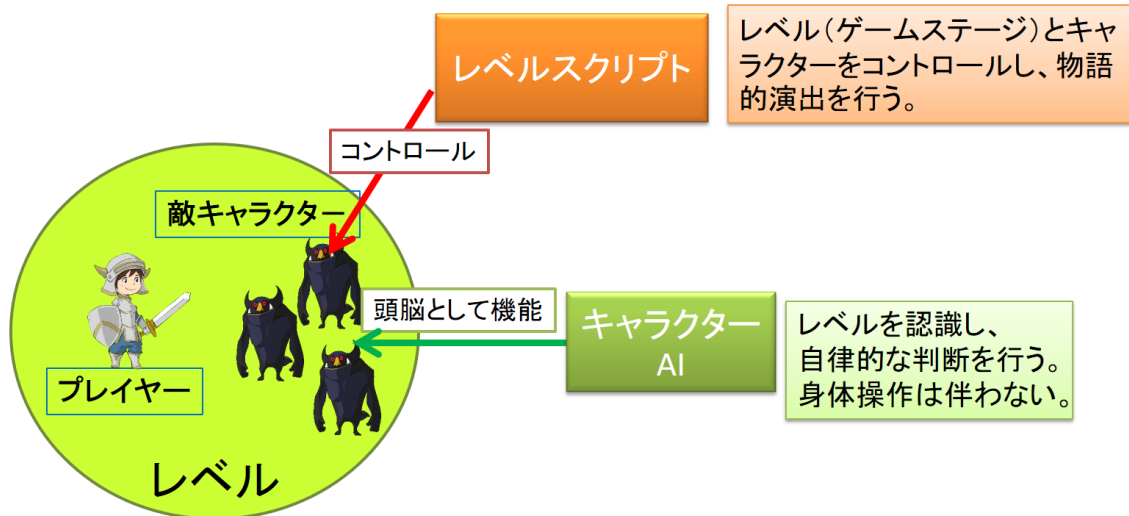 レベルスクリプト
レベル(ゲームステージ)とキャ
ラクターをコントロールし、物語
的演出を行う。
コントロール
敵キャラクター
頭脳として機能
キャラクター
AI
レベルを認識し、
自律的な判断を行う。
身体操作は伴わない。
プレイヤー
レベル